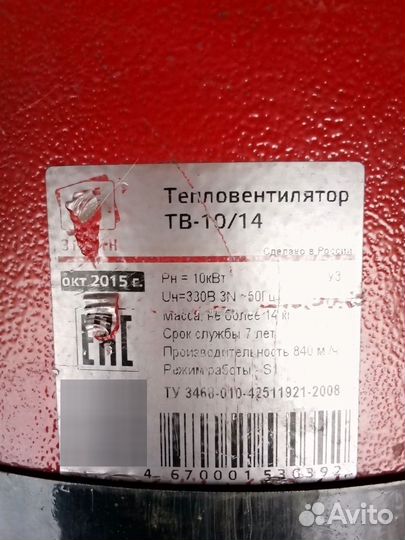 Тепловентилятор
ТВ-10/14
Сделано в России
окт 2015 г.
Рн = 10кВт
У3
Uн=380В 3N ~50Гц
Масса, не более 14 кг
Срок службы 7 лет
Производительность 840 м /ч
Режим работы - S1
ТУ 3468-010-42511921-2008
EAC
4 670001 530392
Avito